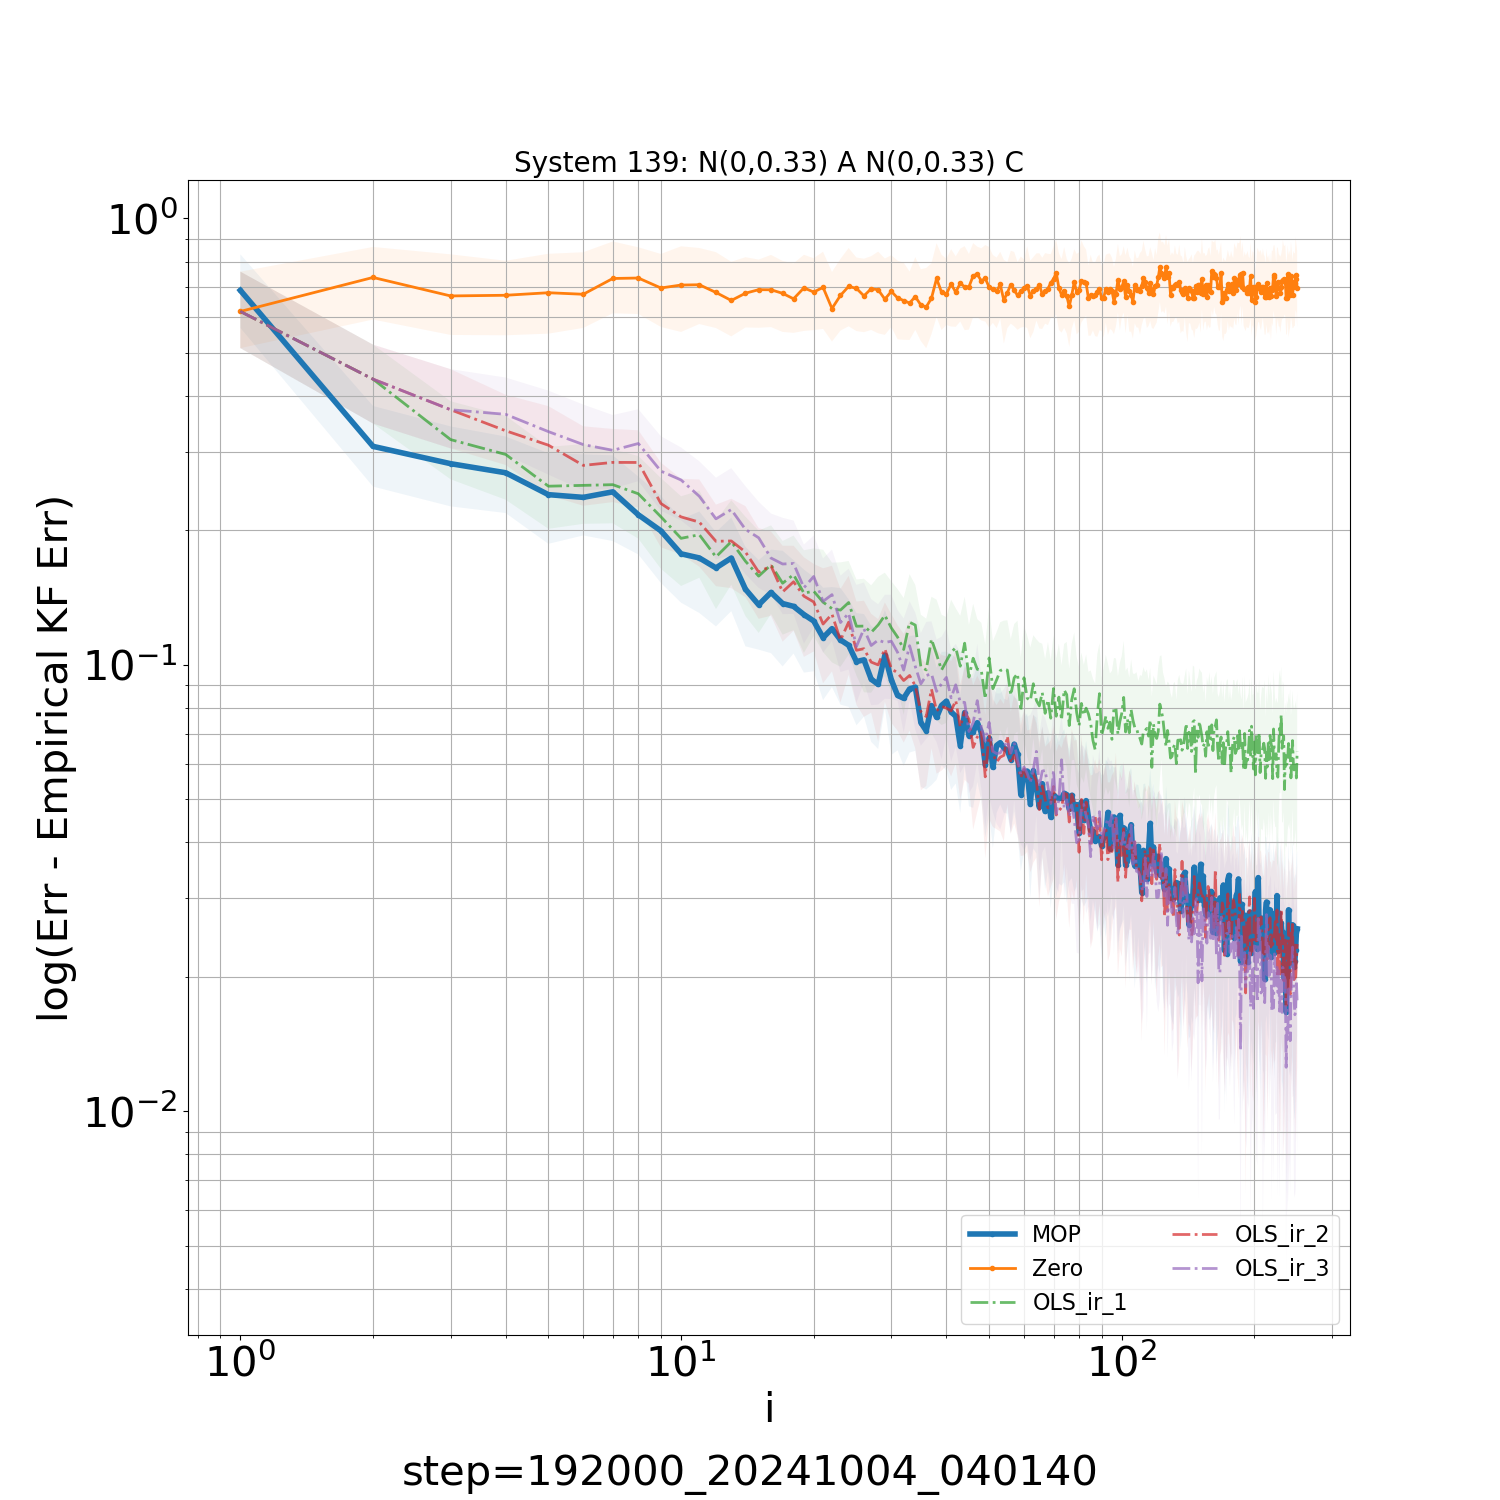 System 139: N(0,0.33) A N(0,0.33) C
log(Err - Empirical KF Err)
10⁰
10⁻¹
10⁻²
MOP
Zero
OLS_ir_1
OLS_ir_2
OLS_ir_3
10⁰ 10¹ 10²
i
step=192000_20241004_040140